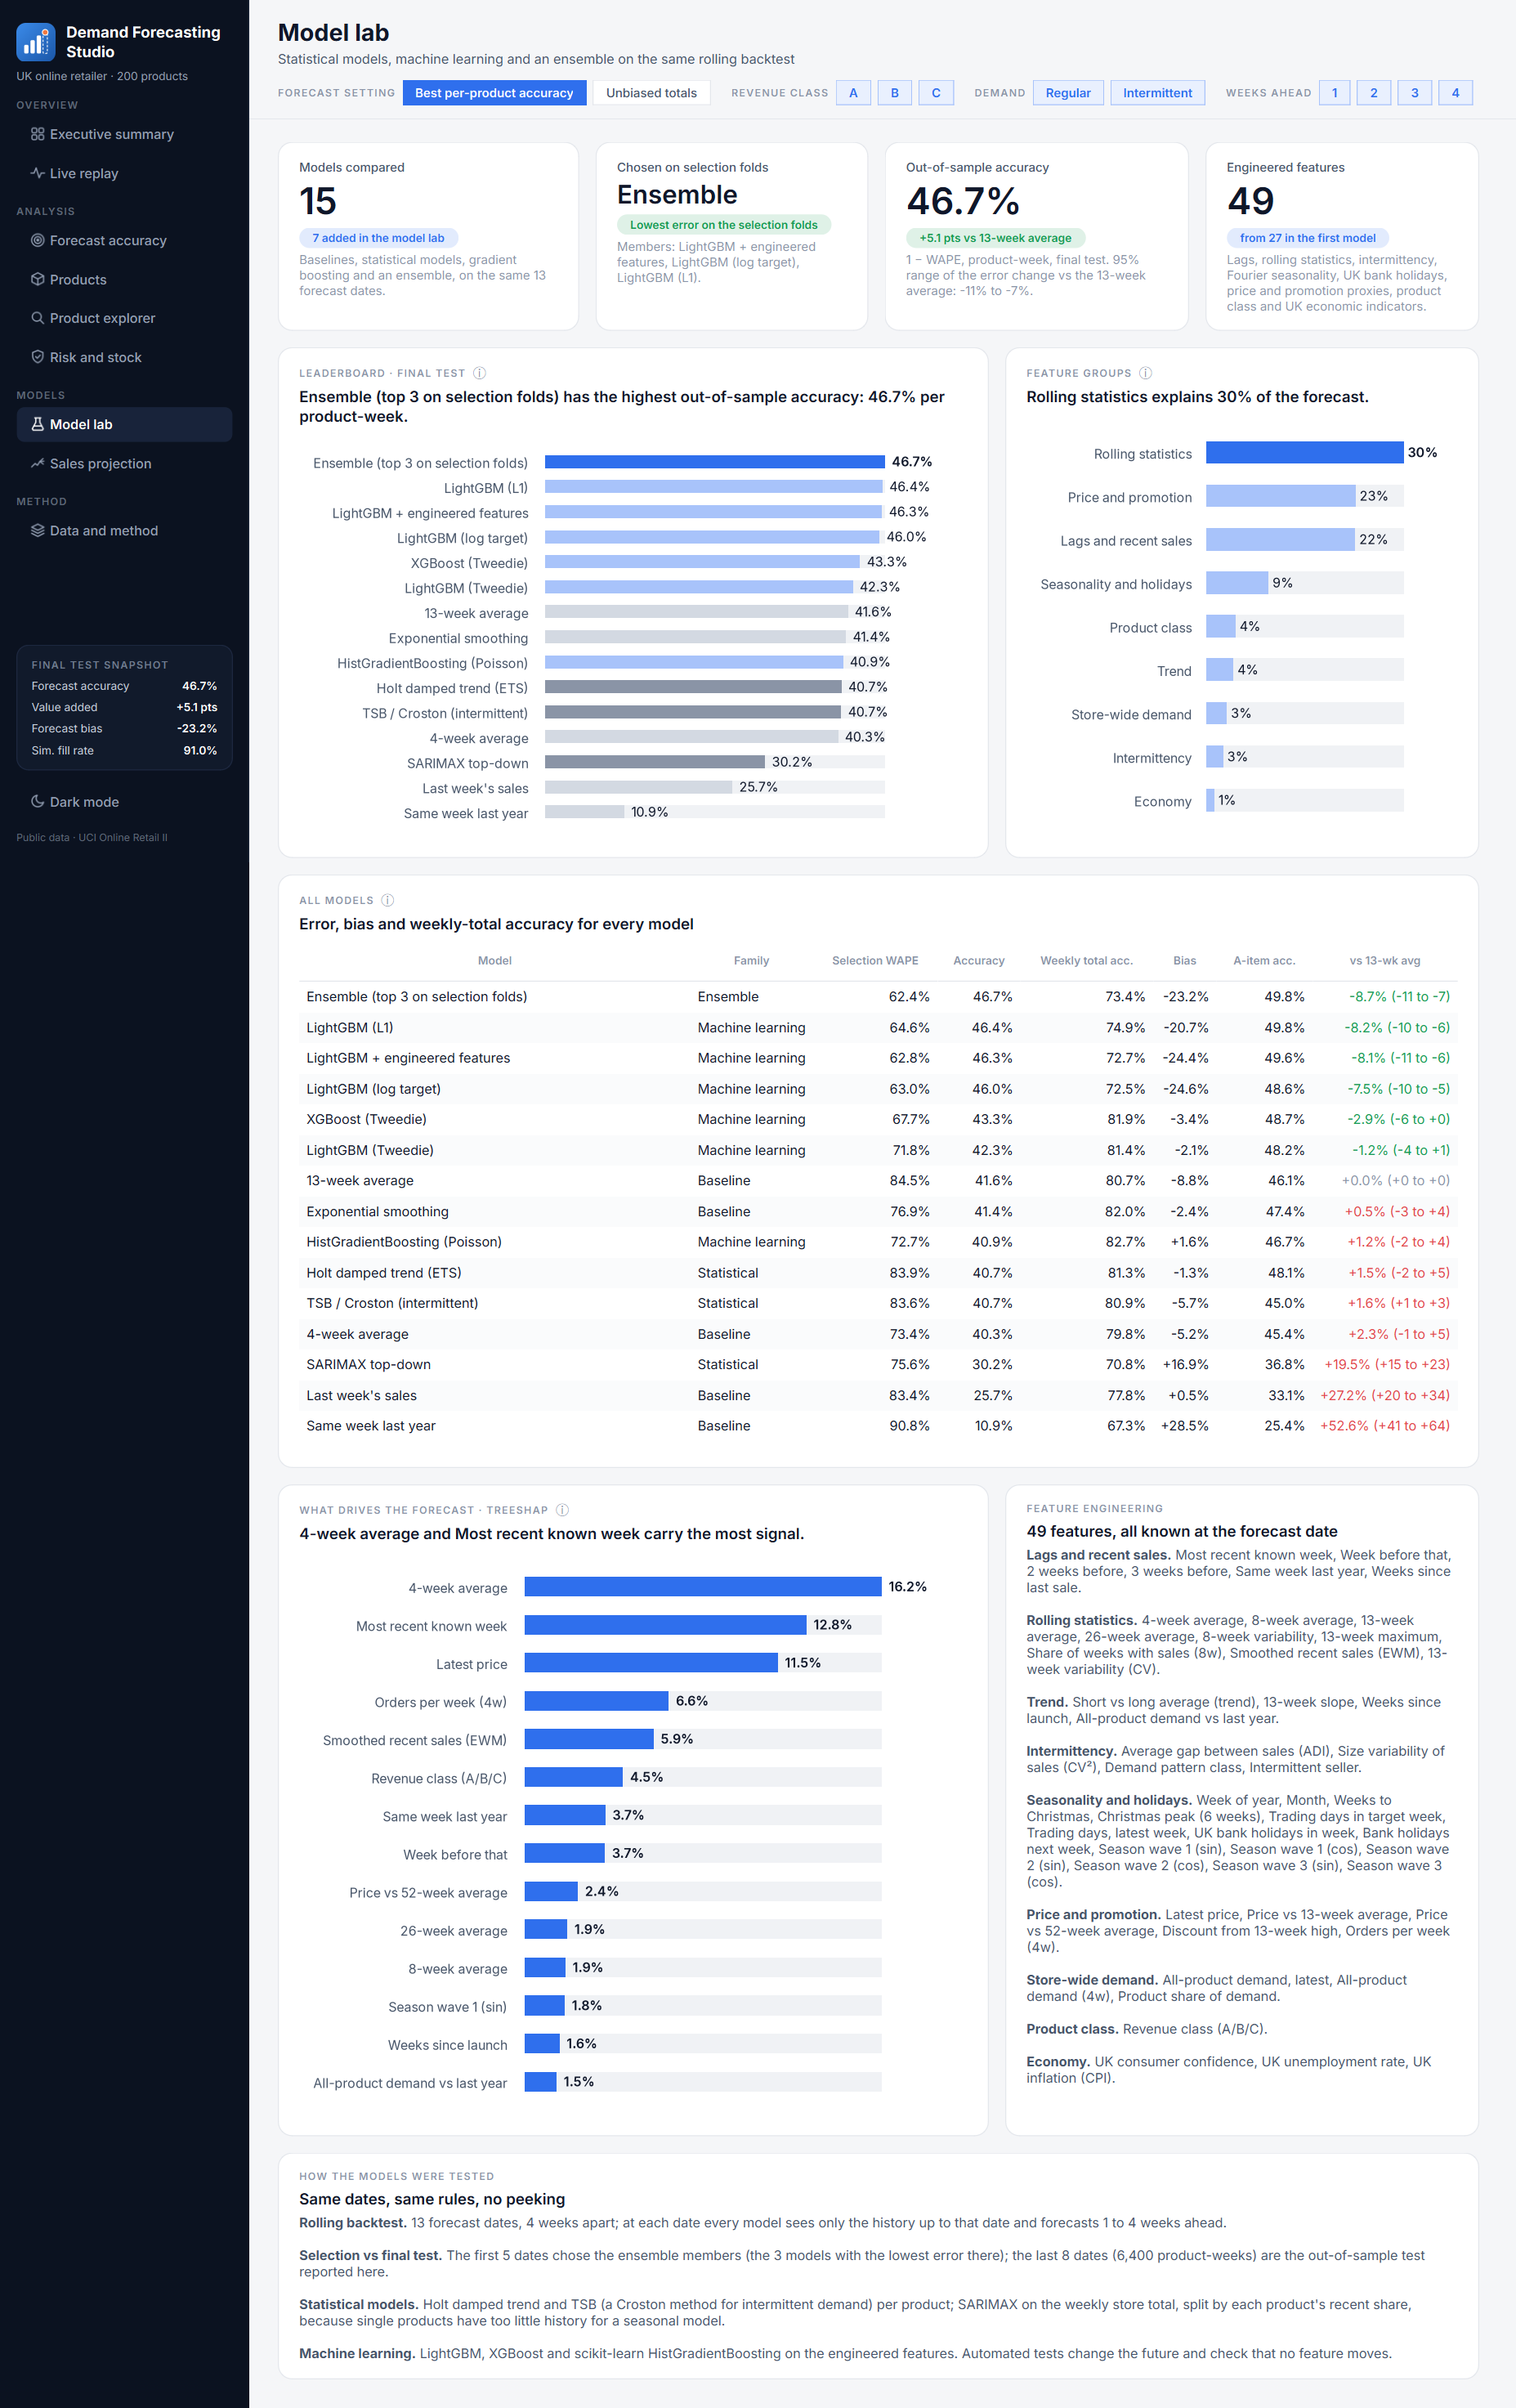 Demand Forecasting
Studio
UK online retailer · 200 products
OVERVIEW
Executive summary
Live replay
ANALYSIS
Forecast accuracy
Products
Product explorer
Risk and stock
MODELS
Model lab
Sales projection
METHOD
Data and method
FINAL TEST SNAPSHOT
Forecast accuracy 46.7%
Value added +5.1 pts
Forecast bias -23.2%
Sim. fill rate 91.0%
Dark mode
Public data · UCI Online Retail II
Model lab
Statistical models, machine learning and an ensemble on the same rolling backtest
FORECAST SETTING Best per-product accuracy Unbiased totals REVENUE CLASS A B C DEMAND Regular Intermittent WEEKS AHEAD 1 2 3 4
Models compared
15
7 added in the model lab
Baselines, statistical models, gradient
boosting and an ensemble, on the same 13
forecast dates.
Chosen on selection folds
Ensemble
Lowest error on the selection folds
Members: LightGBM + engineered
features, LightGBM (log target),
LightGBM (L1).
Out-of-sample accuracy
46.7%
+5.1 pts vs 13-week average
1 − WAPE, product-week, final test. 95%
range of the error change vs the 13-week
average: -11% to -7%.
Engineered features
49
from 27 in the first model
Lags, rolling statistics, intermittency,
Fourier seasonality, UK bank holidays,
price and promotion proxies, product
class and UK economic indicators.
LEADERBOARD · FINAL TEST ⓘ
Ensemble (top 3 on selection folds) has the highest out-of-sample accuracy: 46.7% per
product-week.
Ensemble (top 3 on selection folds) 46.7%
LightGBM (L1) 46.4%
LightGBM + engineered features 46.3%
LightGBM (log target) 46.0%
XGBoost (Tweedie) 43.3%
LightGBM (Tweedie) 42.3%
13-week average 41.6%
Exponential smoothing 41.4%
HistGradientBoosting (Poisson) 40.9%
Holt damped trend (ETS) 40.7%
TSB / Croston (intermittent) 40.7%
4-week average 40.3%
SARIMAX top-down 30.2%
Last week's sales 25.7%
Same week last year 10.9%
FEATURE GROUPS ⓘ
Rolling statistics explains 30% of the forecast.
Rolling statistics 30%
Price and promotion 23%
Lags and recent sales 22%
Seasonality and holidays 9%
Product class 4%
Trend 4%
Store-wide demand 3%
Intermittency 3%
Economy 1%
ALL MODELS ⓘ
Error, bias and weekly-total accuracy for every model
Model Family Selection WAPE Accuracy Weekly total acc. Bias A-item acc. vs 13-wk avg
Ensemble (top 3 on selection folds) Ensemble 62.4% 46.7% 73.4% -23.2% 49.8% -8.7% (-11 to -7)
LightGBM (L1) Machine learning 64.6% 46.4% 74.9% -20.7% 49.8% -8.2% (-10 to -6)
LightGBM + engineered features Machine learning 62.8% 46.3% 72.7% -24.4% 49.6% -8.1% (-11 to -6)
LightGBM (log target) Machine learning 63.0% 46.0% 72.5% -24.6% 48.6% -7.5% (-10 to -5)
XGBoost (Tweedie) Machine learning 67.7% 43.3% 81.9% -3.4% 48.7% -2.9% (-6 to +0)
LightGBM (Tweedie) Machine learning 71.8% 42.3% 81.4% -2.1% 48.2% -1.2% (-4 to +1)
13-week average Baseline 84.5% 41.6% 80.7% -8.8% 46.1% +0.0% (+0 to +0)
Exponential smoothing Baseline 76.9% 41.4% 82.0% -2.4% 47.4% +0.5% (-3 to +4)
HistGradientBoosting (Poisson) Machine learning 72.7% 40.9% 82.7% +1.6% 46.7% +1.2% (-2 to +4)
Holt damped trend (ETS) Statistical 83.9% 40.7% 81.3% -1.3% 48.1% +1.5% (-2 to +5)
TSB / Croston (intermittent) Statistical 83.6% 40.7% 80.9% -5.7% 45.0% +1.6% (+1 to +3)
4-week average Baseline 73.4% 40.3% 79.8% -5.2% 45.4% +2.3% (-1 to +5)
SARIMAX top-down Statistical 75.6% 30.2% 70.8% +16.9% 36.8% +19.5% (+15 to +23)
Last week's sales Baseline 83.4% 25.7% 77.8% +0.5% 33.1% +27.2% (+20 to +34)
Same week last year Baseline 90.8% 10.9% 67.3% +28.5% 25.4% +52.6% (+41 to +64)
WHAT DRIVES THE FORECAST · TREESHAP ⓘ
4-week average and Most recent known week carry the most signal.
4-week average 16.2%
Most recent known week 12.8%
Latest price 11.5%
Orders per week (4w) 6.6%
Smoothed recent sales (EWM) 5.9%
Revenue class (A/B/C) 4.5%
Same week last year 3.7%
Week before that 3.7%
Price vs 52-week average 2.4%
26-week average 1.9%
8-week average 1.9%
Season wave 1 (sin) 1.8%
Weeks since launch 1.6%
All-product demand vs last year 1.5%
FEATURE ENGINEERING
49 features, all known at the forecast date
Lags and recent sales. Most recent known week, Week before that,
2 weeks before, 3 weeks before, Same week last year, Weeks since
last sale.
Rolling statistics. 4-week average, 8-week average, 13-week
average, 26-week average, 8-week variability, 13-week maximum,
Share of weeks with sales (8w), Smoothed recent sales (EWM), 13-
week variability (CV).
Trend. Short vs long average (trend), 13-week slope, Weeks since
launch, All-product demand vs last year.
Intermittency. Average gap between sales (ADI), Size variability of
sales (CV²), Demand pattern class, Intermittent seller.
Seasonality and holidays. Week of year, Month, Weeks to
Christmas, Christmas peak (6 weeks), Trading days in target week,
Trading days, latest week, UK bank holidays in week, Bank holidays
next week, Season wave 1 (sin), Season wave 1 (cos), Season wave
2 (sin), Season wave 2 (cos), Season wave 3 (sin), Season wave 3
(cos).
Price and promotion. Latest price, Price vs 13-week average, Price
vs 52-week average, Discount from 13-week high, Orders per week
(4w).
Store-wide demand. All-product demand, latest, All-product
demand (4w), Product share of demand.
Product class. Revenue class (A/B/C).
Economy. UK consumer confidence, UK unemployment rate, UK
inflation (CPI).
HOW THE MODELS WERE TESTED
Same dates, same rules, no peeking
Rolling backtest. 13 forecast dates, 4 weeks apart; at each date every model sees only the history up to that date and forecasts 1 to 4 weeks ahead.
Selection vs final test. The first 5 dates chose the ensemble members (the 3 models with the lowest error there); the last 8 dates (6,400 product-weeks) are the out-of-sample test
reported here.
Statistical models. Holt damped trend and TSB (a Croston method for intermittent demand) per product; SARIMAX on the weekly store total, split by each product's recent share,
because single products have too little history for a seasonal model.
Machine learning. LightGBM, XGBoost and scikit-learn HistGradientBoosting on the engineered features. Automated tests change the future and check that no feature moves.